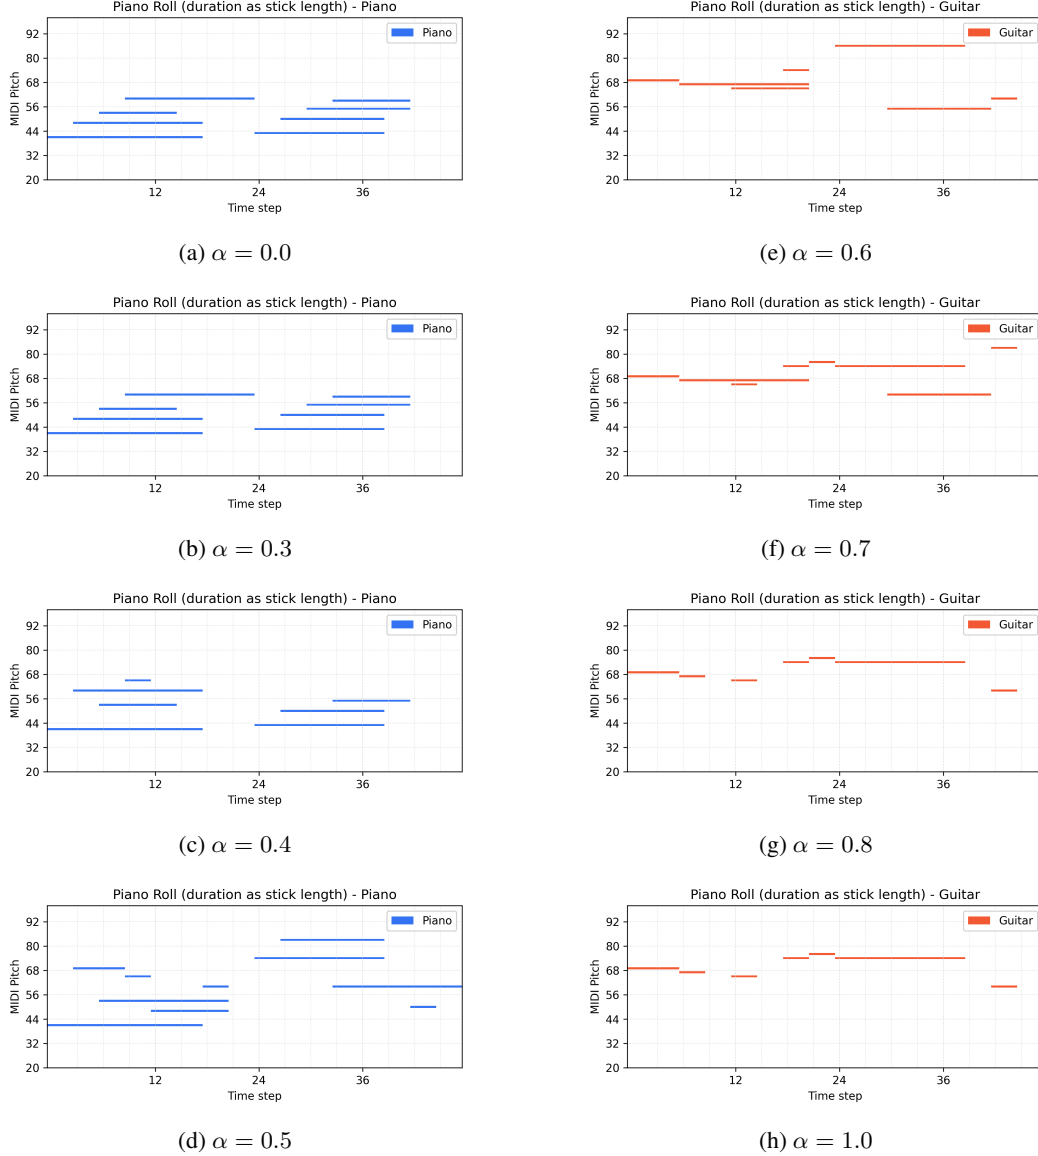 Piano Roll (duration as stick length) - Piano
Piano
MIDI Pitch
92
80
68
56
44
32
20
12 24 36
Time step
(a) α = 0.0
Piano Roll (duration as stick length) - Piano
Piano
MIDI Pitch
92
80
68
56
44
32
20
12 24 36
Time step
(b) α = 0.3
Piano Roll (duration as stick length) - Piano
Piano
MIDI Pitch
92
80
68
56
44
32
20
12 24 36
Time step
(c) α = 0.4
Piano Roll (duration as stick length) - Piano
Piano
MIDI Pitch
92
80
68
56
44
32
20
12 24 36
Time step
(d) α = 0.5
Piano Roll (duration as stick length) - Guitar
Guitar
MIDI Pitch
92
80
68
56
44
32
20
12 24 36
Time step
(e) α = 0.6
Piano Roll (duration as stick length) - Guitar
Guitar
MIDI Pitch
92
80
68
56
44
32
20
12 24 36
Time step
(f) α = 0.7
Piano Roll (duration as stick length) - Guitar
Guitar
MIDI Pitch
92
80
68
56
44
32
20
12 24 36
Time step
(g) α = 0.8
Piano Roll (duration as stick length) - Guitar
Guitar
MIDI Pitch
92
80
68
56
44
32
20
12 24 36
Time step
(h) α = 1.0